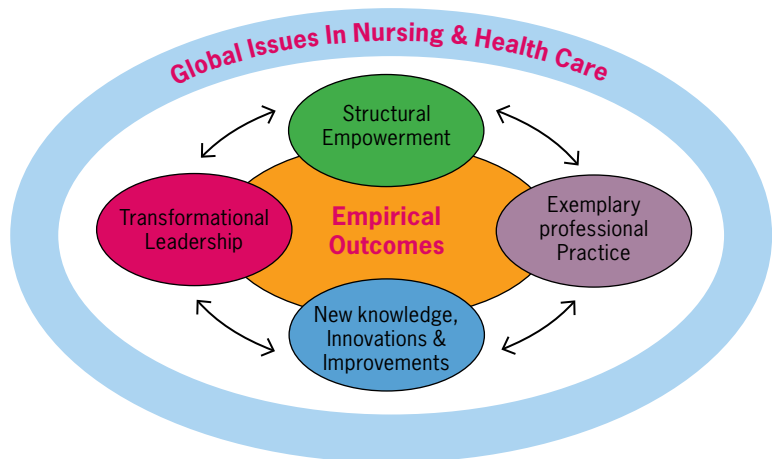 Global Issues In Nursing & Health Care
Structural
Empowerment
Transformational
Leadership
Empirical
Outcomes
Exemplary
professional
Practice
New knowledge,
Innovations &
Improvements